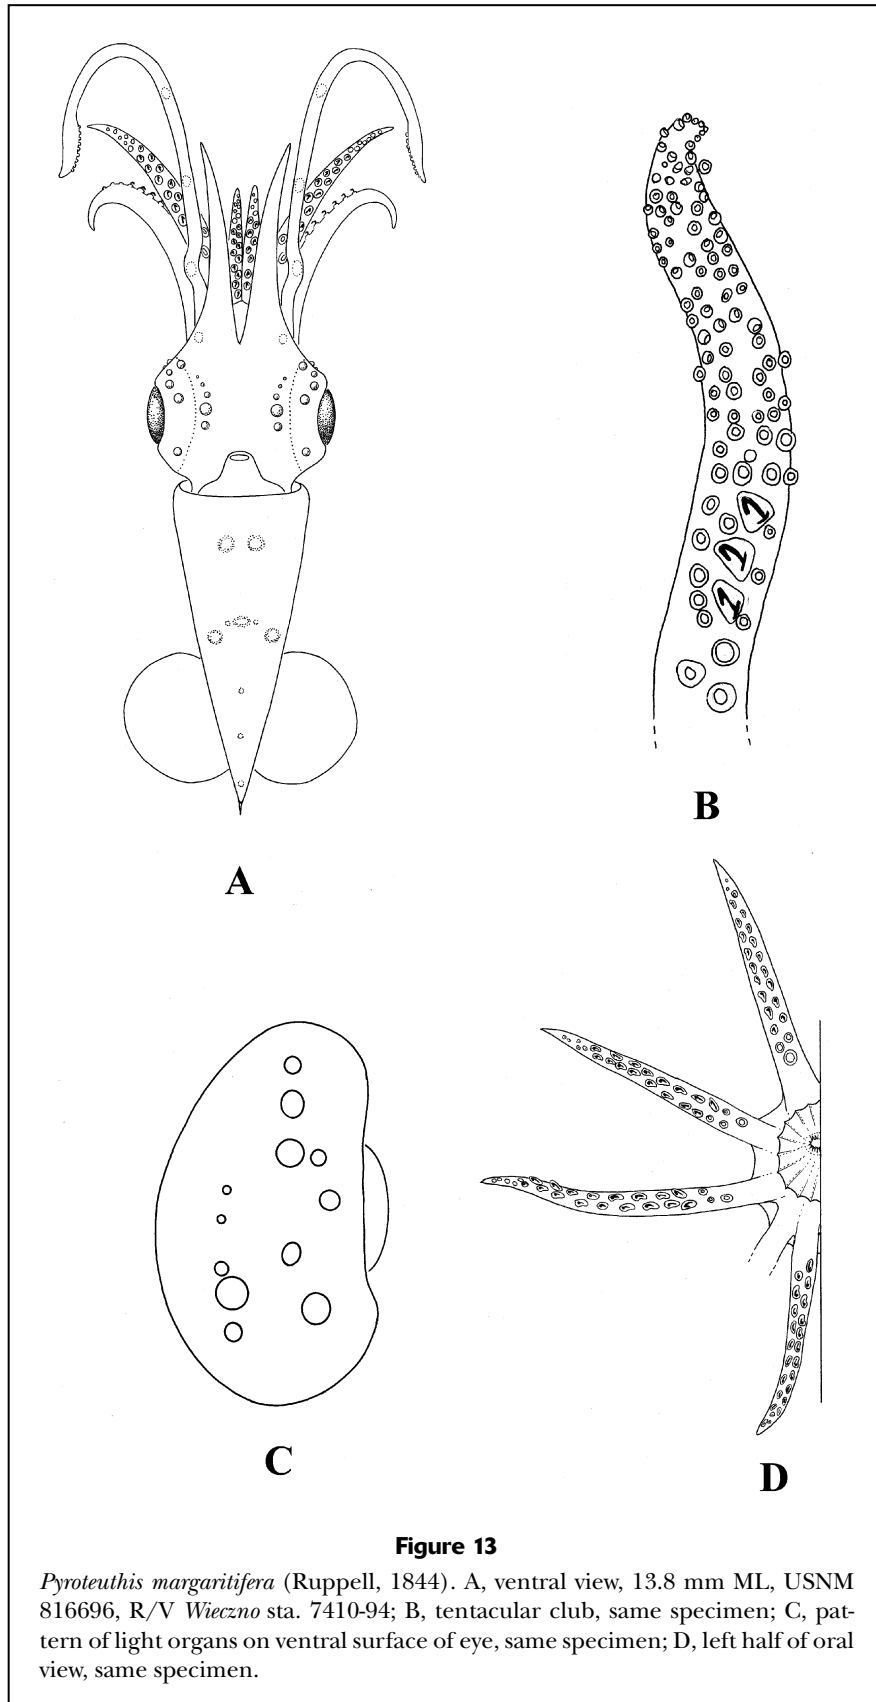 A
B
C
D
Figure 13
Pyroteuthis margaritifera (Ruppell, 1844). A, ventral view, 13.8 mm ML, USNM
816696, R/V Wieczno sta. 7410-94; B, tentacular club, same specimen; C, pat-
tern of light organs on ventral surface of eye, same specimen; D, left half of oral
view, same specimen.